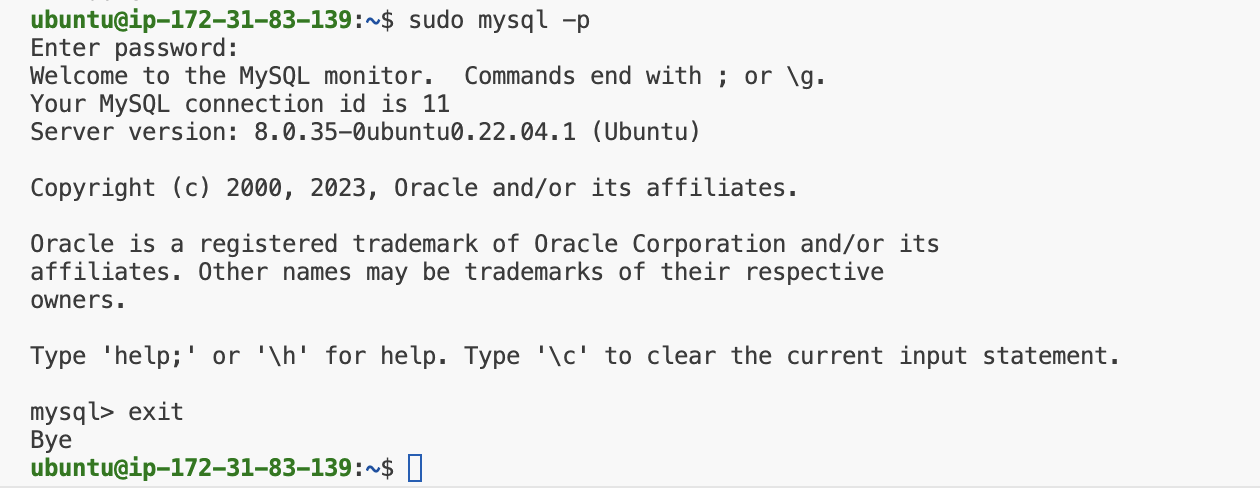 ubuntu@ip-172-31-83-139:~$ sudo mysql -p
Enter password:
Welcome to the MySQL monitor.  Commands end with ; or \g.
Your MySQL connection id is 11
Server version: 8.0.35-0ubuntu0.22.04.1 (Ubuntu)

Copyright (c) 2000, 2023, Oracle and/or its affiliates.

Oracle is a registered trademark of Oracle Corporation and/or its
affiliates. Other names may be trademarks of their respective
owners.

Type 'help;' or '\h' for help. Type '\c' to clear the current input statement.

mysql> exit
Bye
ubuntu@ip-172-31-83-139:~$